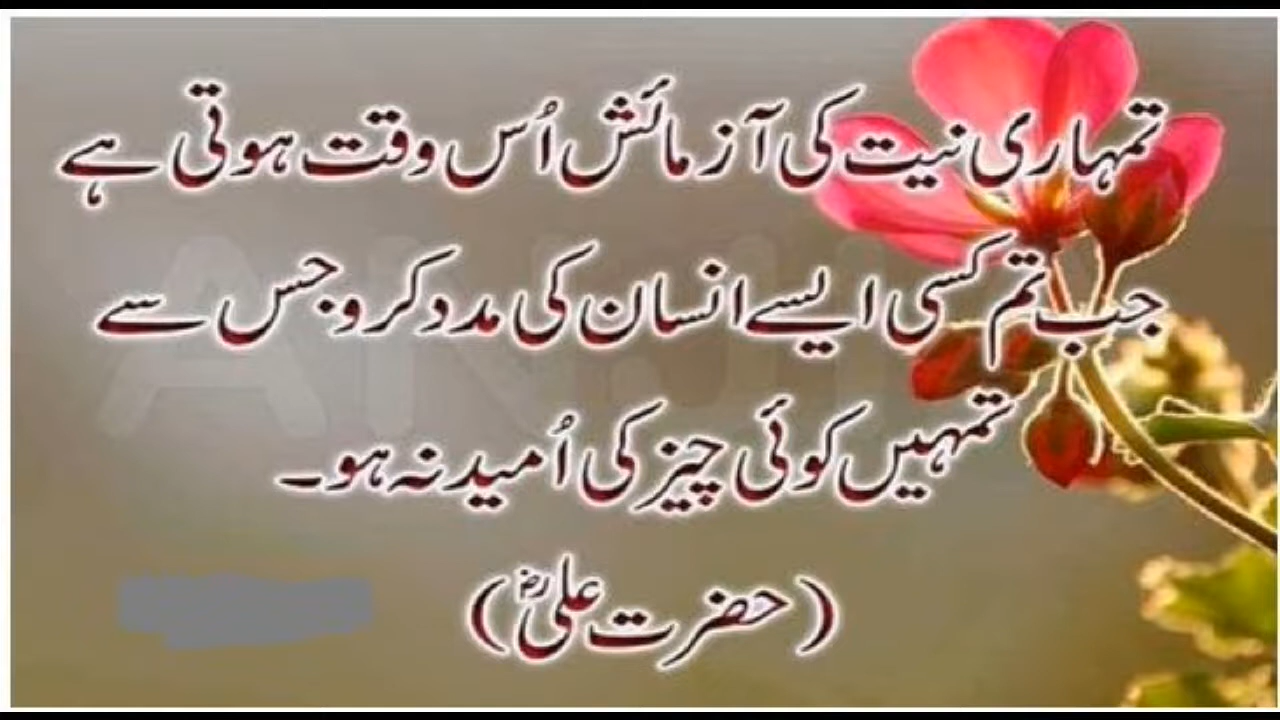 تمہاری نیت کی آزمائش اُس وقت ہوتی ہے
جب تم کسی ایسے انسان کی مدد کرو جس سے
تمہیں کوئی چیز کی اُمید نہ ہو۔
(حضرت علیؓ)